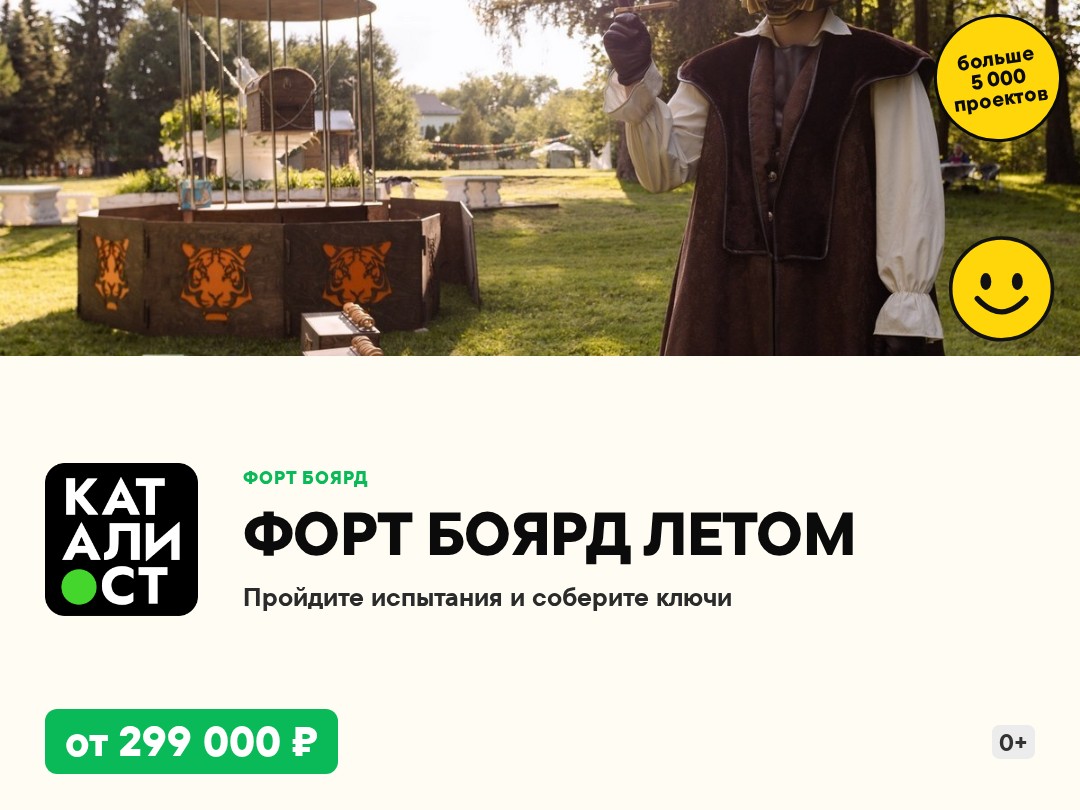 больше
5 000
проектов
КАТ
АЛИ
СТ
ФОРТ БОЯРД
ФОРТ БОЯРД ЛЕТОМ
Пройдите испытания и соберите ключи
от 299 000 ₽
0+